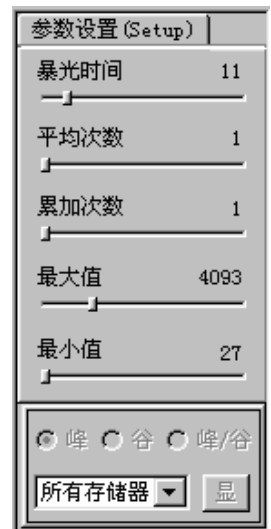 参数设置(Setup)
暴光时间 11
平均次数 1
累加次数 1
最大值 4093
最小值 27
峰 谷 峰/谷
所有存储器 显